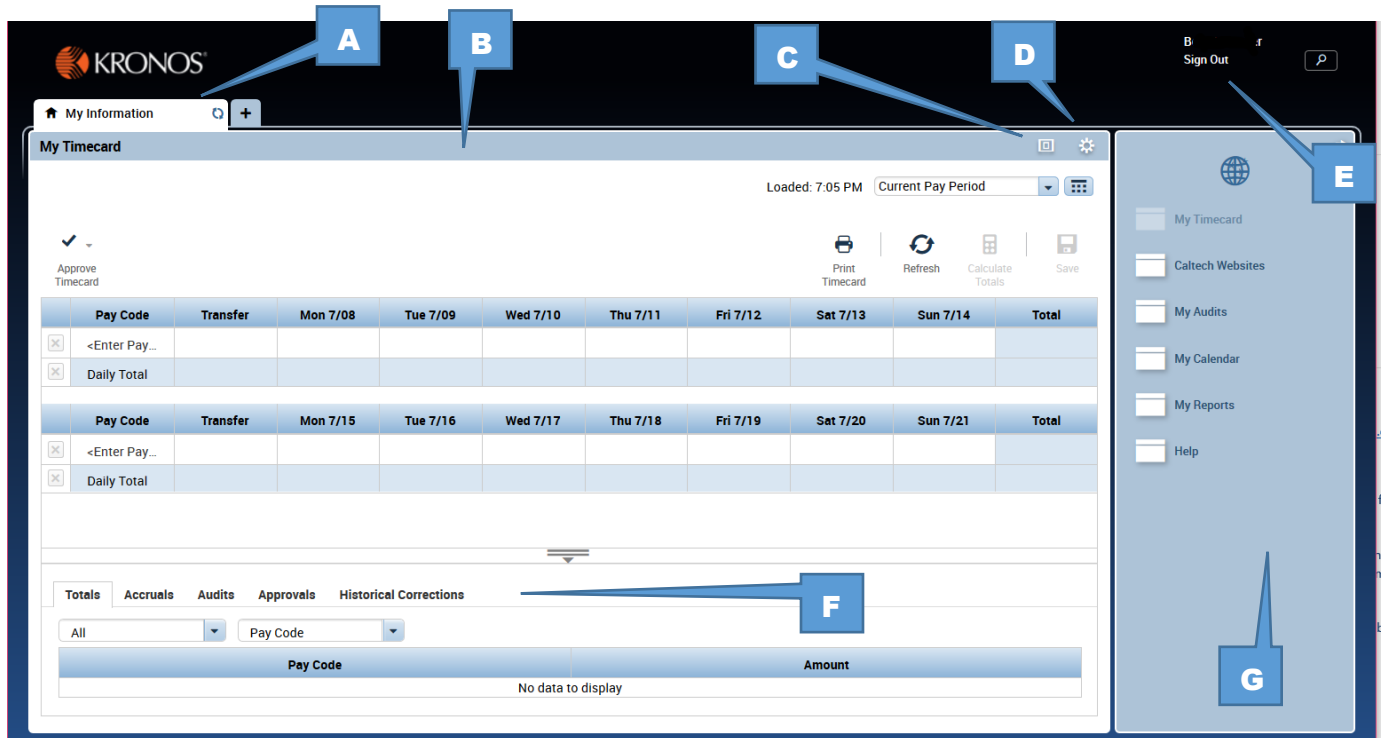 A
B
C
D
KRONOS
Sign Out
E
My Information
+
My Timecard
Loaded: 7:05 PM Current Pay Period
My Timecard
Caltech Websites
My Audits
My Calendar
My Reports
Help
Approve
Timecard
Print
Timecard
Refresh
Calculate
Totals
Save
Pay Code Transfer Mon 7/08 Tue 7/09 Wed 7/10 Thu 7/11 Fri 7/12 Sat 7/13 Sun 7/14 Total
<Enter Pay...
Daily Total
Pay Code Transfer Mon 7/15 Tue 7/16 Wed 7/17 Thu 7/18 Fri 7/19 Sat 7/20 Sun 7/21 Total
<Enter Pay...
Daily Total
Totals Accruals Audits Approvals Historical Corrections
F
All Pay Code
Pay Code Amount
No data to display
G